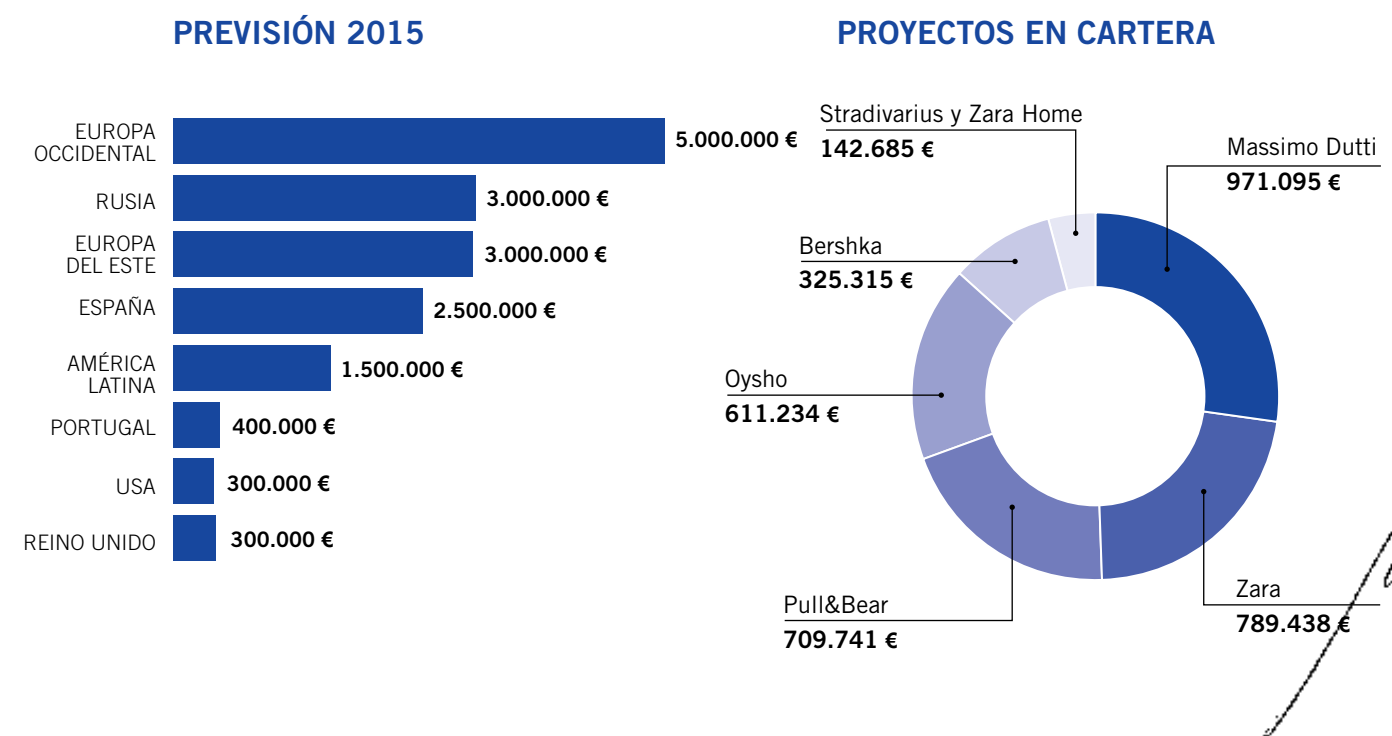 PREVISIÓN 2015
EUROPA
OCCIDENTAL
5.000.000 €
RUSIA
3.000.000 €
EUROPA
DEL ESTE
3.000.000 €
ESPAÑA
2.500.000 €
AMÉRICA
LATINA
1.500.000 €
PORTUGAL
400.000 €
USA
300.000 €
REINO UNIDO
300.000 €
PROYECTOS EN CARTERA
Stradivarius y Zara Home
142.685 €
Massimo Dutti
971.095 €
Bershka
325.315 €
Oysho
611.234 €
Pull&Bear
709.741 €
Zara
789.438 €